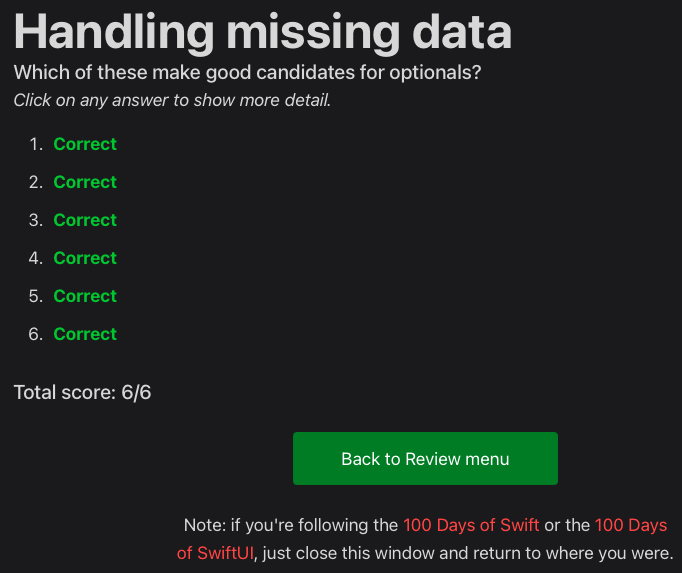 Handling missing data
Which of these make good candidates for optionals?
Click on any answer to show more detail.
1. Correct
2. Correct
3. Correct
4. Correct
5. Correct
6. Correct
Total score: 6/6
Back to Review menu
Note: if you're following the 100 Days of Swift or the 100 Days
of SwiftUI, just close this window and return to where you were.